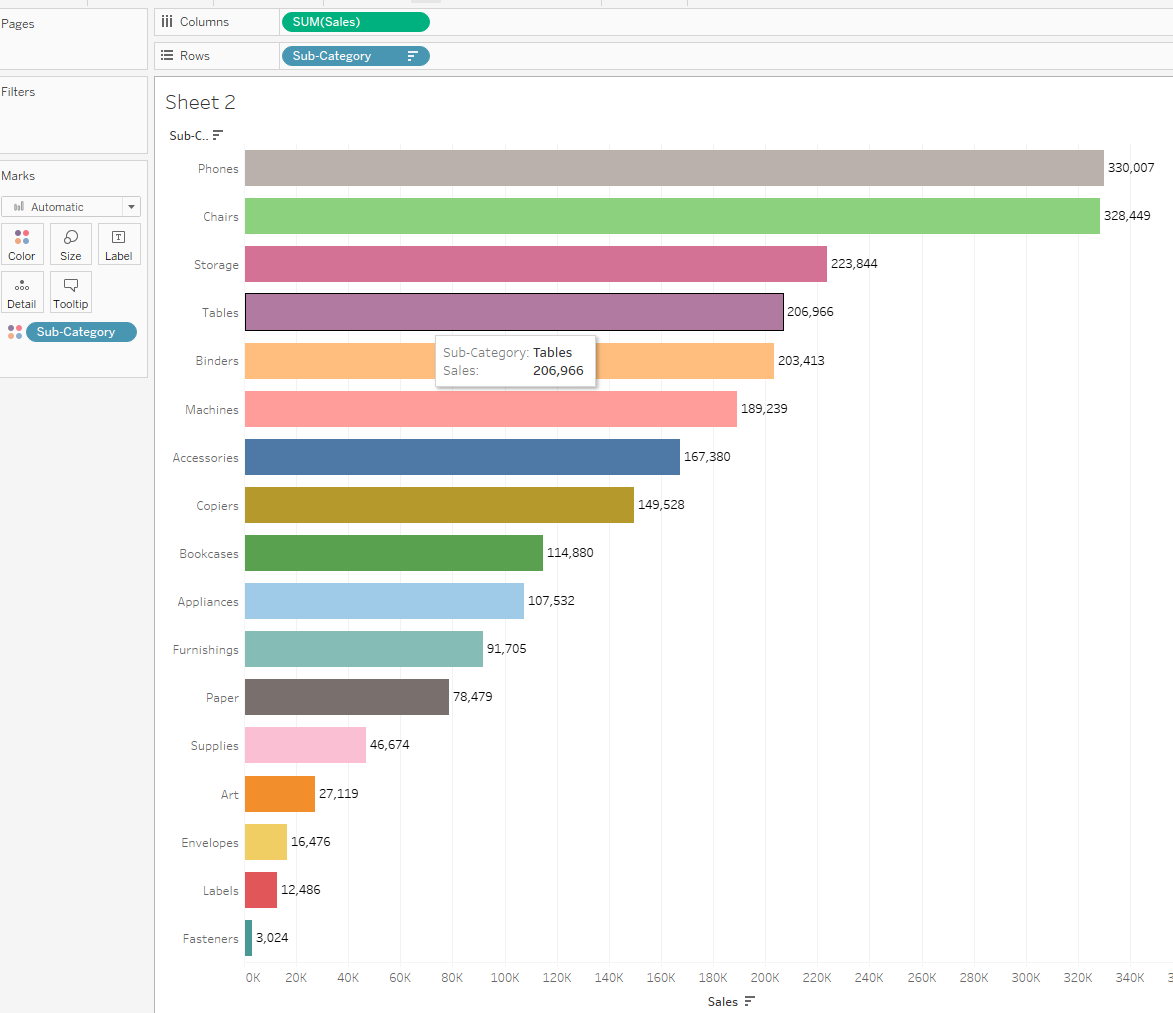 Pages
Columns
SUM(Sales)
Rows
Sub-Category
Filters
Marks
Automatic
Color
Size
Label
Detail
Tooltip
Sub-Category
Sheet 2
Sub-C..
Phones 330,007
Chairs 328,449
Storage 223,844
Tables 206,966
Sub-Category: Tables
Sales: 206,966
Binders 203,413
Machines 189,239
Accessories 167,380
Copiers 149,528
Bookcases 114,880
Appliances 107,532
Furnishings 91,705
Paper 78,479
Supplies 46,674
Art 27,119
Envelopes 16,476
Labels 12,486
Fasteners 3,024
0K 20K 40K 60K 80K 100K 120K 140K 160K 180K 200K 220K 240K 260K 280K 300K 320K 340K
Sales